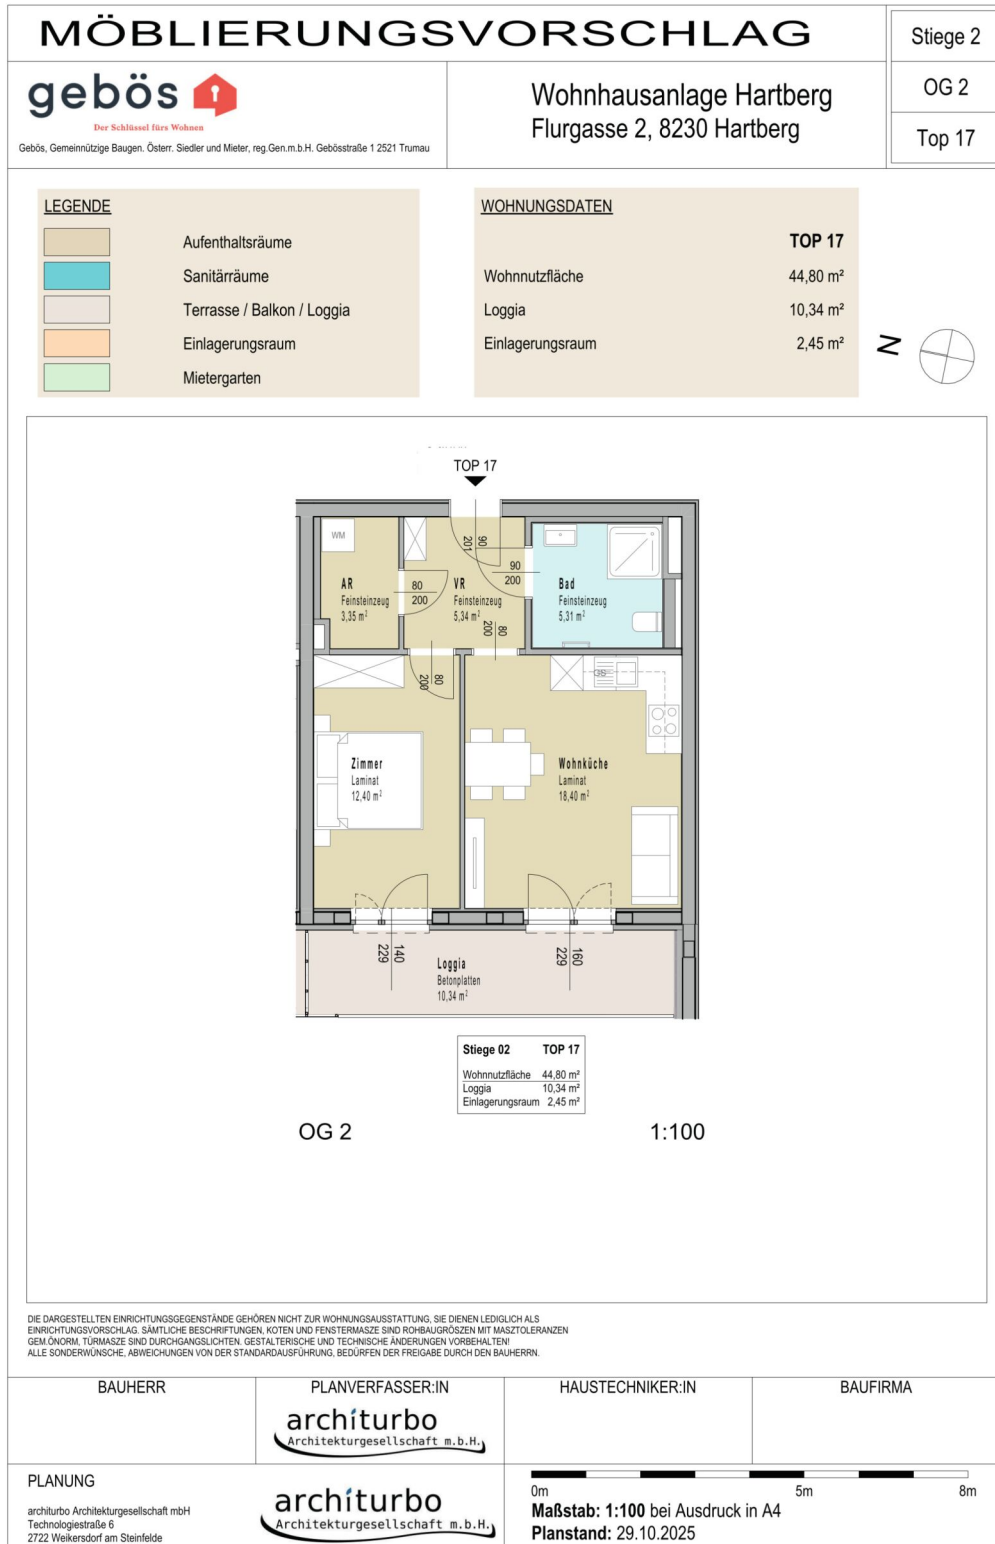 MÖBLIERUNGSVORSCHLAG
Stiege 2
OG 2
Top 17
gebös
Der Schlüssel fürs Wohnen
Gebös, Gemeinnützige Baugen. Österr. Siedler und Mieter, reg.Gen.m.b.H. Gebösstraße 1 2521 Trumau
Wohnhausanlage Hartberg
Flurgasse 2, 8230 Hartberg
LEGENDE
Aufenthaltsräume
Sanitärräume
Terrasse / Balkon / Loggia
Einlagerungsraum
Mietergarten
WOHNUNGSDATEN
TOP 17
Wohnnutzfläche 44,80 m²
Loggia 10,34 m²
Einlagerungsraum 2,45 m²
N
TOP 17
WM
AR
Feinsteinzeug
3,35 m²
80
200
VR
Feinsteinzeug
5,34 m²
90
201
90
200
Bad
Feinsteinzeug
5,31 m²
80
200
80
200
GS
Zimmer
Laminat
12,40 m²
Wohnküche
Laminat
18,40 m²
140
229
160
229
Loggia
Betonplatten
10,34 m²
Stiege 02 TOP 17
Wohnnutzfläche 44,80 m²
Loggia 10,34 m²
Einlagerungsraum 2,45 m²
OG 2
1:100
DIE DARGESTELLTEN EINRICHTUNGSGEGENSTÄNDE GEHÖREN NICHT ZUR WOHNUNGSAUSSTATTUNG, SIE DIENEN LEDIGLICH ALS
EINRICHTUNGSVORSCHLAG. SÄMTLICHE BESCHRIFTUNGEN, KOTEN UND FENSTERMASZE SIND ROHBAUGRÖSZEN MIT MASZTOLERANZEN
GEM.ÖNORM, TÜRMASZE SIND DURCHGANGSLICHTEN. GESTALTERISCHE UND TECHNISCHE ÄNDERUNGEN VORBEHALTEN!
ALLE SONDERWÜNSCHE, ABWEICHUNGEN VON DER STANDARDAUSFÜHRUNG, BEDÜRFEN DER FREIGABE DURCH DEN BAUHERRN.
BAUHERR
PLANVERFASSER:IN
architurbo
Architekturgesellschaft m.b.H.
HAUSTECHNIKER:IN
BAUFIRMA
PLANUNG
architurbo Architekturgesellschaft mbH
Technologiestraße 6
2722 Weikersdorf am Steinfelde
architurbo
Architekturgesellschaft m.b.H.
0m 5m 8m
Maßstab: 1:100 bei Ausdruck in A4
Planstand: 29.10.2025